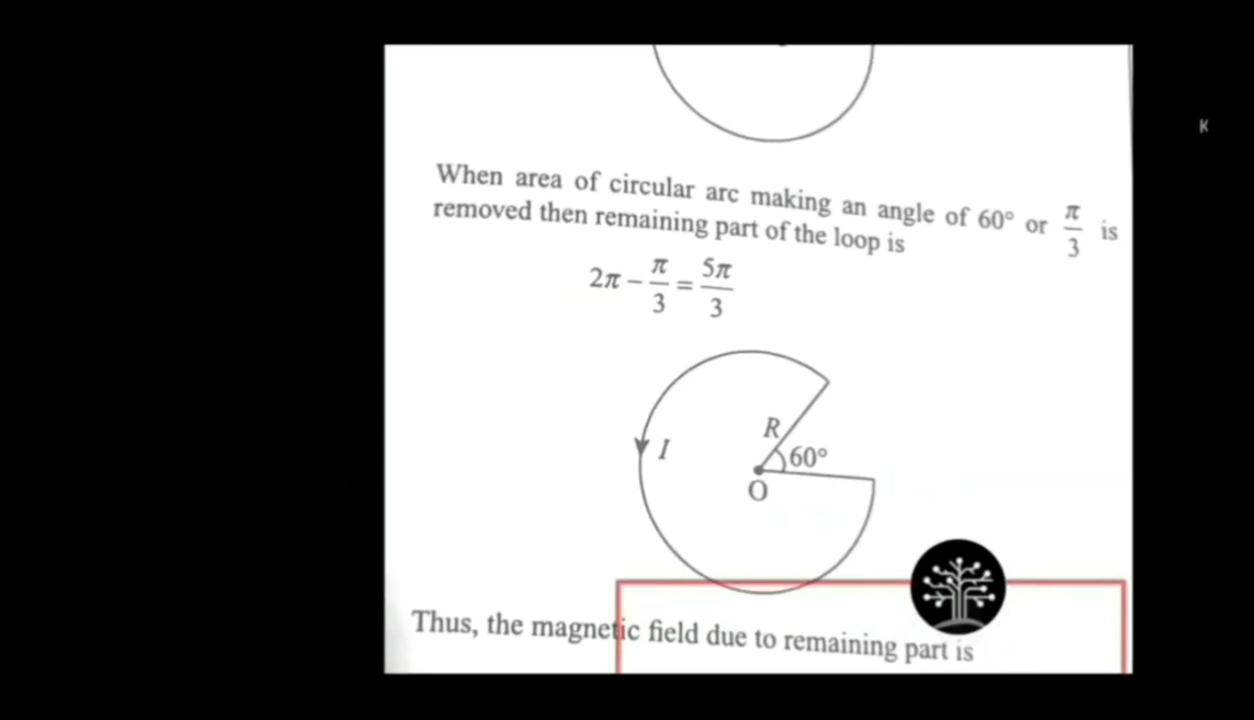 K
When area of circular arc making an angle of 60° or π/3 is
removed then remaining part of the loop is
2π − π/3 = 5π/3
R
I
60°
O
Thus, the magnetic field due to remaining part is